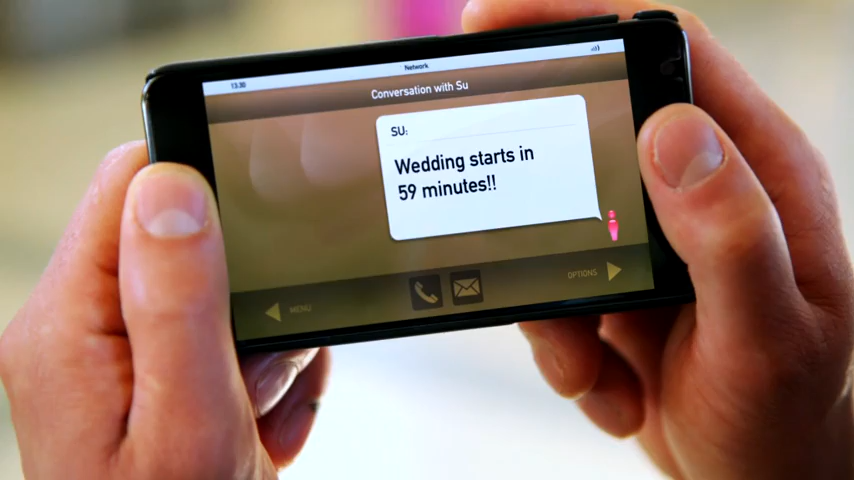 13:30
Network
Conversation with Su
SU:
Wedding starts in
59 minutes!!
MENU
OPTIONS